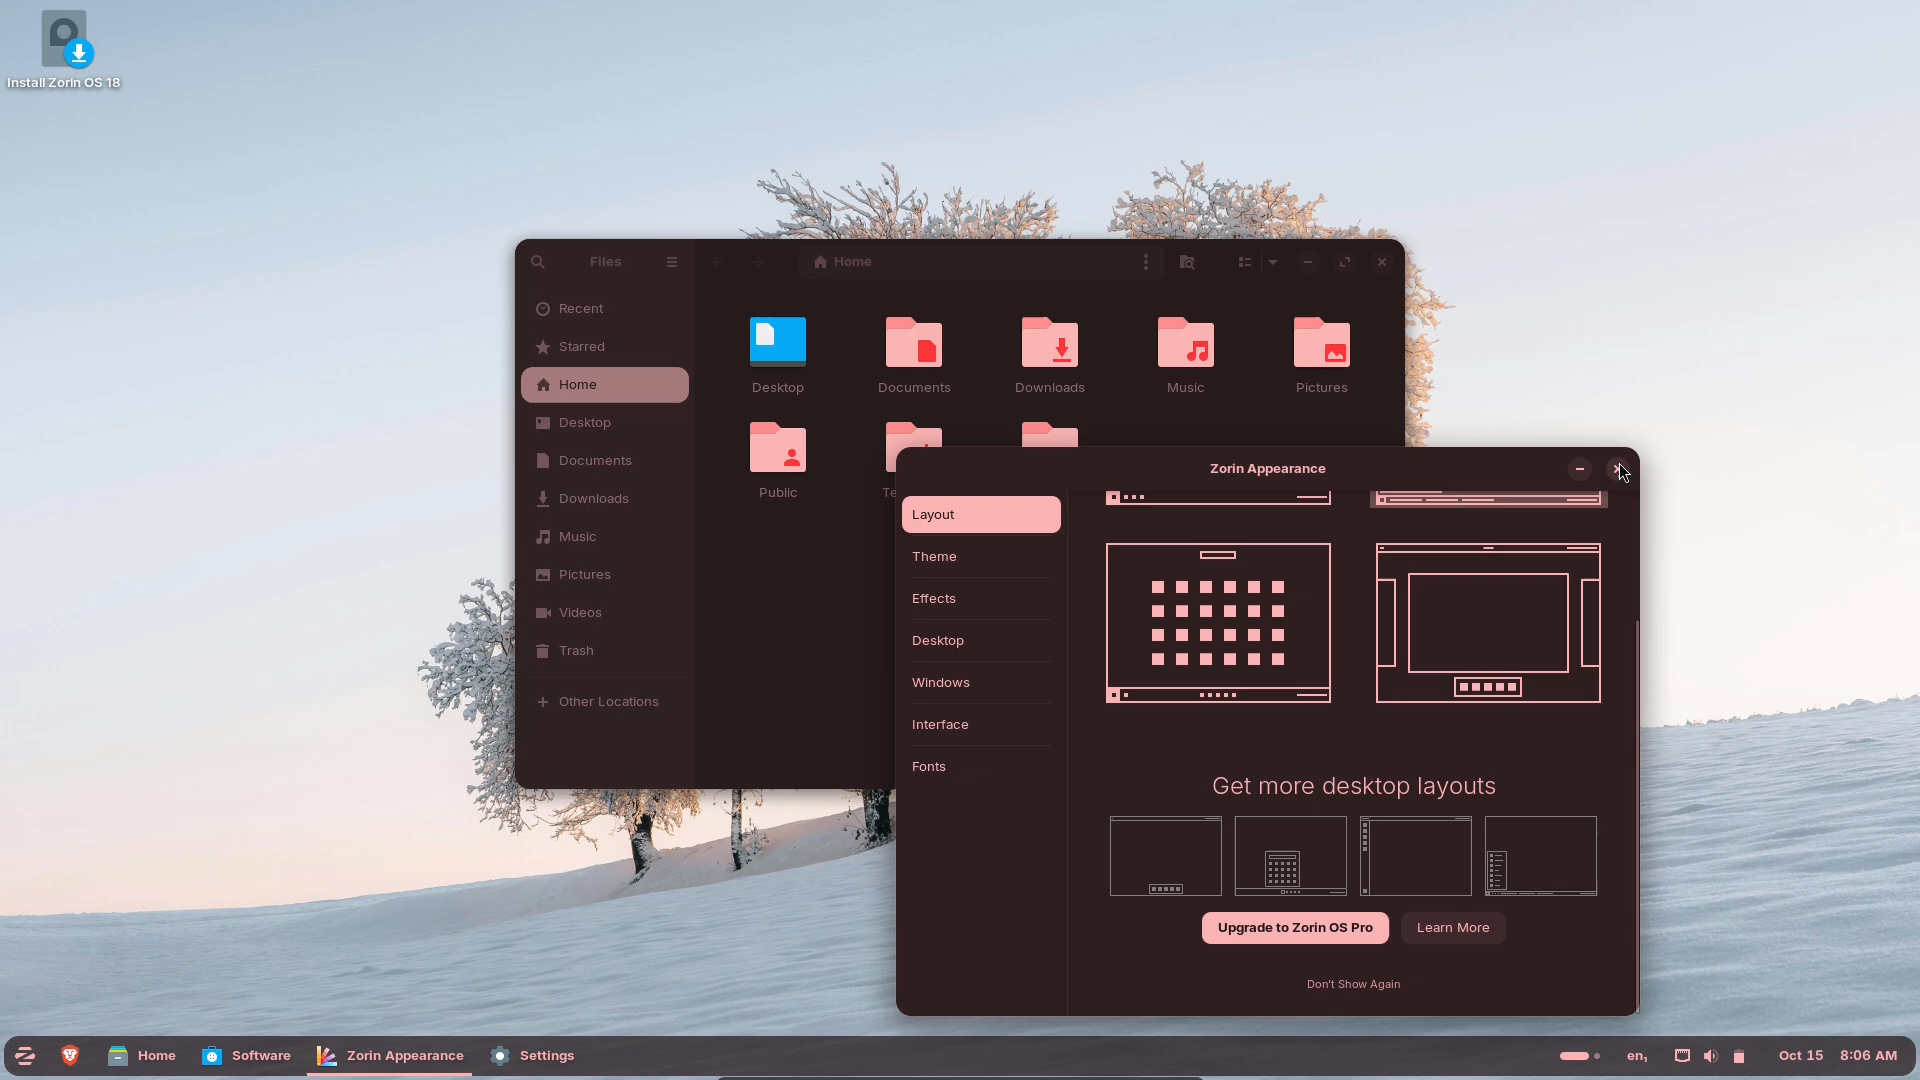 Install Zorin OS 18
Files
Home
Recent
Starred
Home
Desktop
Documents
Downloads
Music
Pictures
Videos
Trash
Other Locations
Desktop
Documents
Downloads
Music
Pictures
Public
Zorin Appearance
Layout
Theme
Effects
Desktop
Windows
Interface
Fonts
Get more desktop layouts
Upgrade to Zorin OS Pro
Learn More
Don't Show Again
Home
Software
Zorin Appearance
Settings
en₁
Oct 15
8:06 AM